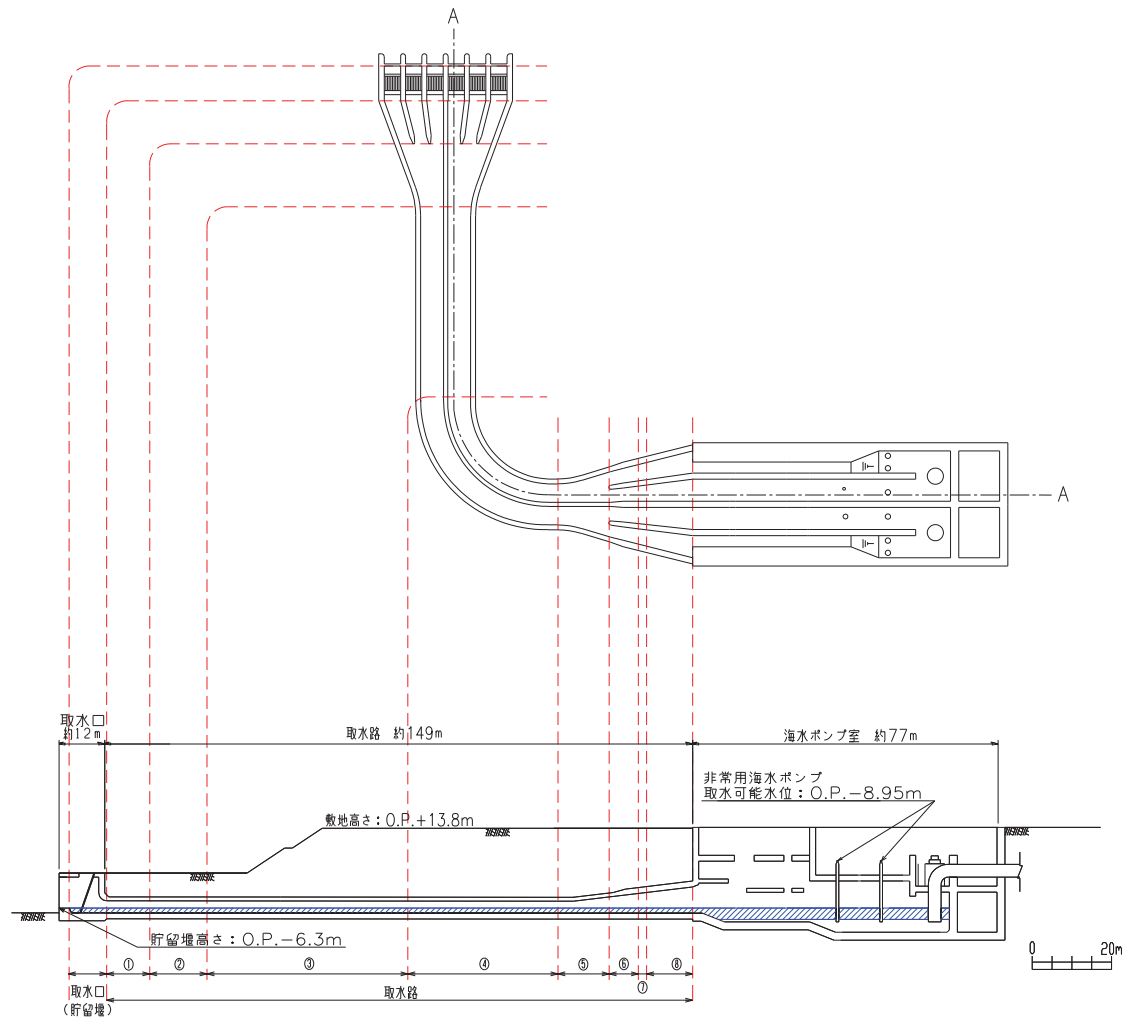 A
A
取水口
約12m
取水路 約149m
海水ポンプ室 約77m
非常用海水ポンプ
取水可能水位：O.P.−8.95m
敷地高さ：O.P.+13.8m
貯留堰高さ：O.P.−6.3m
0 20m
① ② ③ ④ ⑤ ⑥ ⑦ ⑧
取水口
(貯留堰)
取水路